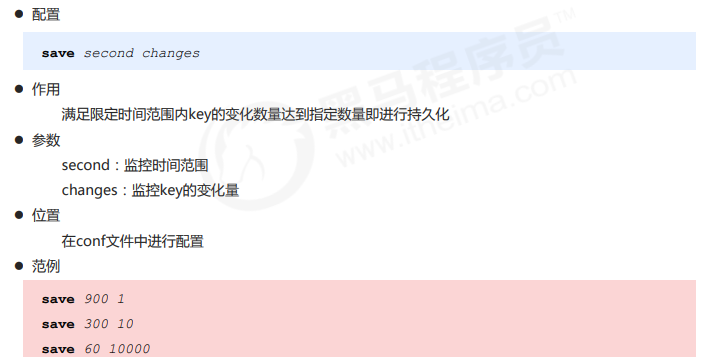 ● 配置
save second changes
● 作用
满足限定时间范围内key的变化数量达到指定数量即进行持久化
● 参数
second：监控时间范围
changes：监控key的变化量
● 位置
在conf文件中进行配置
● 范例
save 900 1
save 300 10
save 60 10000
黑马程序员™
www.itheima.com